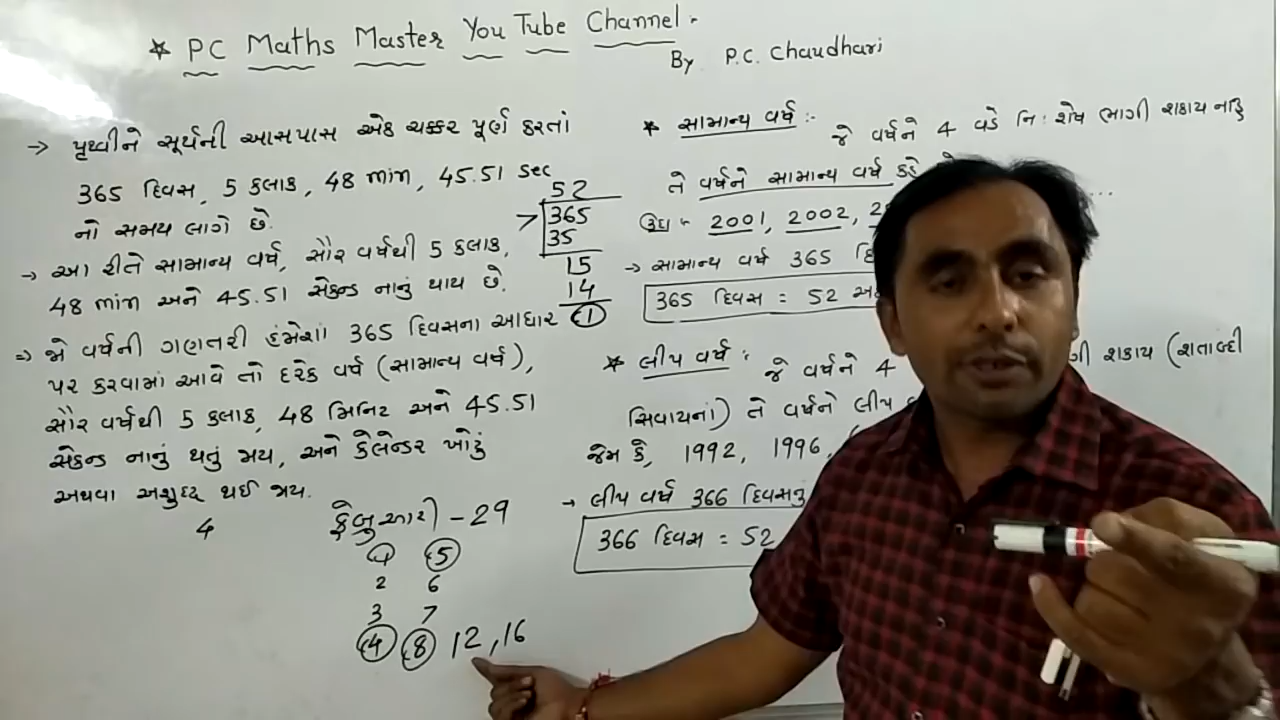 * PC Maths Master You Tube Channel.
By P.C. Chaudhari
→ પૃથ્વીને સૂર્યની આસપાસ એક ચક્કર પૂર્ણ કરતાં
365 દિવસ, 5 કલાક, 48 મીન, 45.51 sec
નો સમય લાગે છે.
→ આ રીતે સામાન્ય વર્ષ, સૌર વર્ષથી 5 કલાક,
48 મીન અને 45.51 સેકન્ડ નાનું થાય છે.
⇒ જો વર્ષની ગણતરી હંમેશાં 365 દિવસના આધાર
પર કરવામાં આવે તો દરેક વર્ષ (સામાન્ય વર્ષ),
સૌર વર્ષથી 5 કલાક, 48 મિનિટ અને 45.51
સેકન્ડ નાનું થતું જાય, અને કેલેન્ડર ખોટું
અથવા અશુદ્ધ થઈ જાય.
52
7 365
35
15
14
1
4
ફેબ્રુઆરી - 29
1 5
2 6
3 7
4 8 12, 16
* સામાન્ય વર્ષ :-
જે વર્ષને 4 વડે નિ:શેષ ભાગી શકાય નહિ
તે વર્ષને સામાન્ય વર્ષ કહે
ઉદા. 2001, 2002,
→ સામાન્ય વર્ષ 365
365 દિવસ = 52
* લીપ વર્ષ :
જે વર્ષને 4 શકાય (શતાબ્દી
સિવાયનાં) તે વર્ષને લીપ
જેમ કે, 1992, 1996,
→ લીપ વર્ષ 366 દિવસનું
366 દિવસ = 52